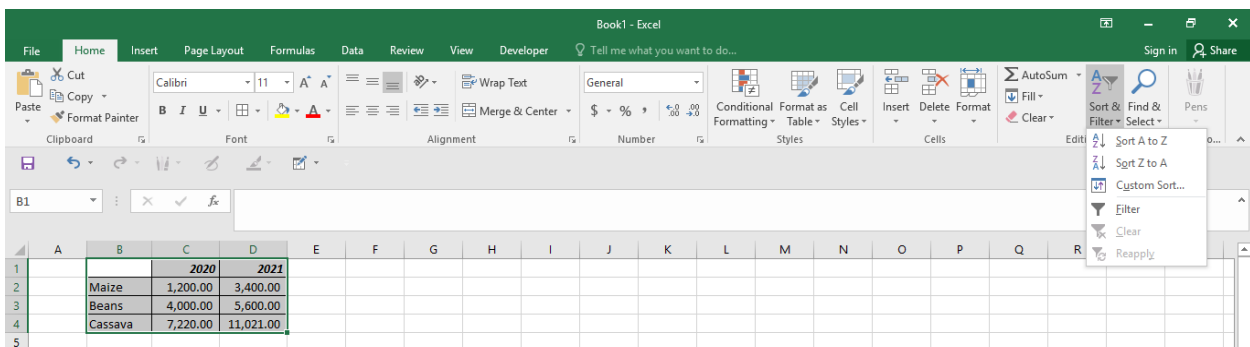 Book1 - Excel
File Home Insert Page Layout Formulas Data Review View Developer Tell me what you want to do... Sign in Share
Cut
Copy
Format Painter
Paste
Clipboard
Calibri 11 A A
B I U A
Font
Wrap Text
Merge & Center
Alignment
General
$ % , .0 .00 .00 .0
Number
Conditional Formatting
Format as Table
Cell Styles
Styles
Insert Delete Format
Cells
AutoSum
Fill
Clear
Sort & Filter
Find & Select
Editi
Pens
o...
Sort A to Z
Sort Z to A
Custom Sort...
Filter
Clear
Reapply
B1 fx
A B C D E F G H I J K L M N O P Q R
1 2020 2021
2 Maize 1,200.00 3,400.00
3 Beans 4,000.00 5,600.00
4 Cassava 7,220.00 11,021.00
5